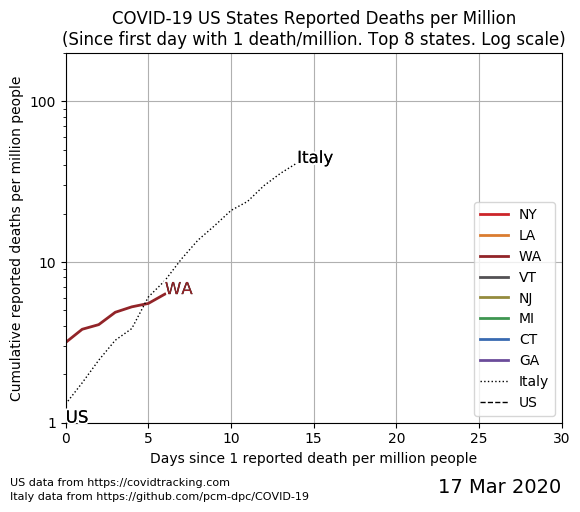 COVID-19 US States Reported Deaths per Million
(Since first day with 1 death/million. Top 8 states. Log scale)
Cumulative reported deaths per million people
100
10
1
Italy
WA
US
NY
LA
WA
VT
NJ
MI
CT
GA
Italy
US
0 5 10 15 20 25 30
Days since 1 reported death per million people
US data from https://covidtracking.com
Italy data from https://github.com/pcm-dpc/COVID-19
17 Mar 2020